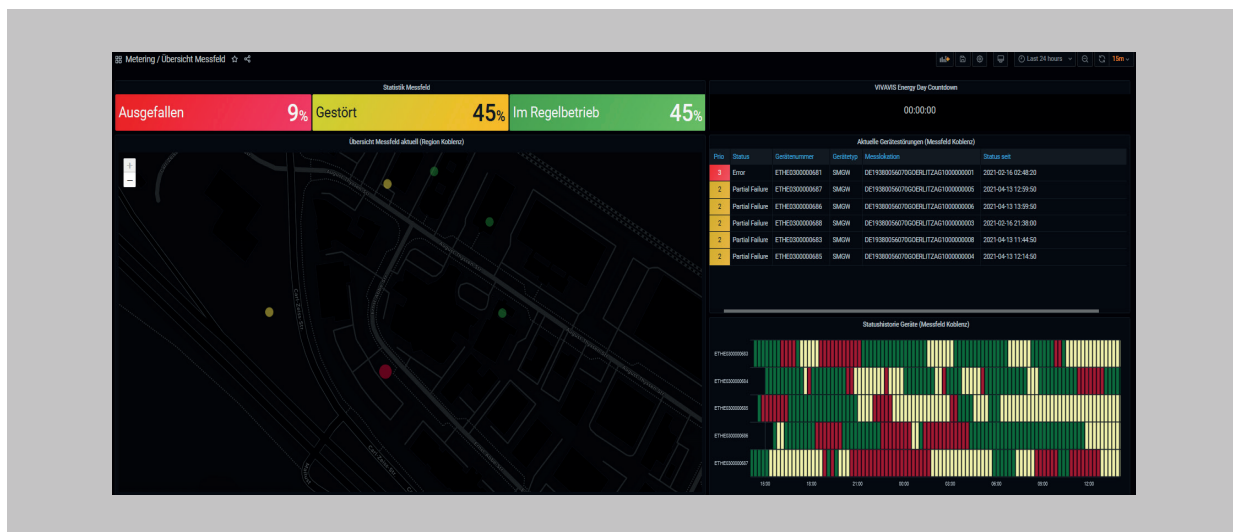 Metering / Übersicht Messfeld
Last 24 hours
15m
Statistik Messfeld
Ausgefallen 9%
Gestört 45%
Im Regelbetrieb 45%
VIVAVIS Energy Day Countdown
00:00:00
Übersicht Messfeld aktuell (Region Koblenz)
+
−
Carl-Zeiss-Str.
Aktuelle Gerätestörungen (Messfeld Koblenz)
Prio Status Gerätenummer Gerätetyp Messlokation Status seit
3 Error ETHE0300000681 SMGW DE19380056070GOERLITZAG1000000001 2021-02-16 02:48:20
2 Partial Failure ETHE0300000687 SMGW DE19380056070GOERLITZAG1000000005 2021-04-13 12:59:50
2 Partial Failure ETHE0300000686 SMGW DE19380056070GOERLITZAG1000000006 2021-04-13 13:59:50
2 Partial Failure ETHE0300000688 SMGW DE19380056070GOERLITZAG1000000003 2021-02-16 21:38:00
2 Partial Failure ETHE0300000683 SMGW DE19380056070GOERLITZAG1000000008 2021-04-13 11:44:50
2 Partial Failure ETHE0300000685 SMGW DE19380056070GOERLITZAG1000000004 2021-04-13 12:14:50
Statushistorie Geräte (Messfeld Koblenz)
15:00 18:00 21:00 00:00 03:00 06:00 09:00 12:00